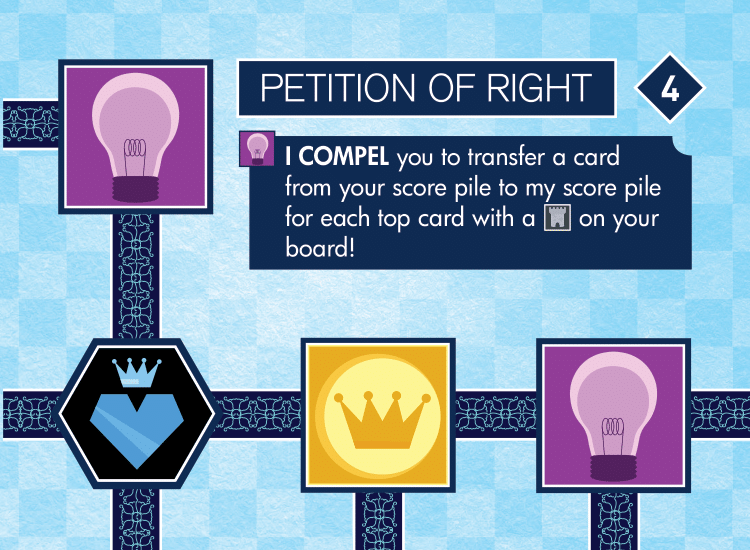 PETITION OF RIGHT
4
I COMPEL you to transfer a card
from your score pile to my score pile
for each top card with a on your
board!